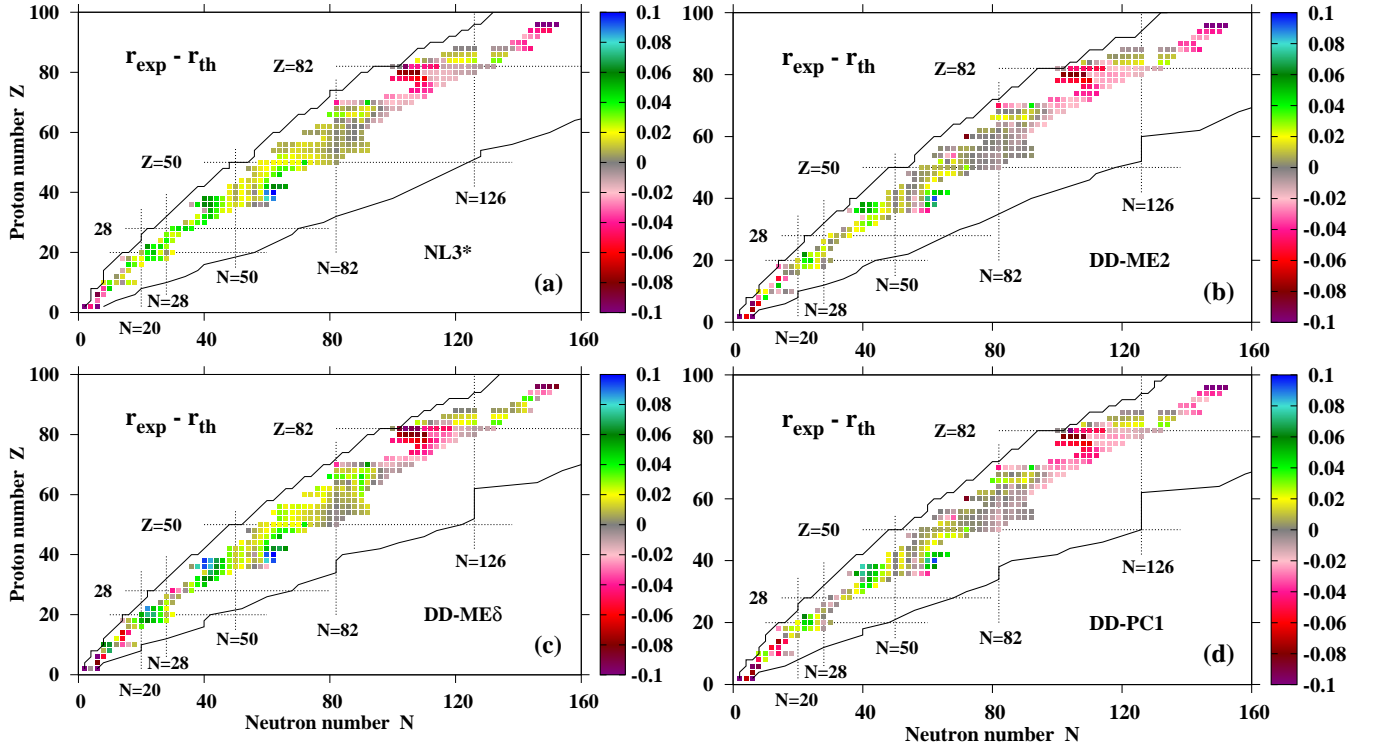 r_exp - r_th
Z=82
Z=50
28
N=20
N=28
N=50
N=82
N=126
NL3*
(a)
Proton number Z
0
20
40
60
80
100
0
40
80
120
160
0.1
0.08
0.06
0.04
0.02
0
-0.02
-0.04
-0.06
-0.08
-0.1
r_exp - r_th
Z=82
Z=50
28
N=20
N=28
N=50
N=82
N=126
DD-ME2
(b)
0
20
40
60
80
100
0
40
80
120
160
0.1
0.08
0.06
0.04
0.02
0
-0.02
-0.04
-0.06
-0.08
-0.1
r_exp - r_th
Z=82
Z=50
28
N=20
N=28
N=50
N=82
N=126
DD-MEδ
(c)
Proton number Z
0
20
40
60
80
100
0
40
80
120
160
Neutron number N
0.1
0.08
0.06
0.04
0.02
0
-0.02
-0.04
-0.06
-0.08
-0.1
r_exp - r_th
Z=82
Z=50
28
N=20
N=28
N=50
N=82
N=126
DD-PC1
(d)
0
20
40
60
80
100
0
40
80
120
160
Neutron number N
0.1
0.08
0.06
0.04
0.02
0
-0.02
-0.04
-0.06
-0.08
-0.1